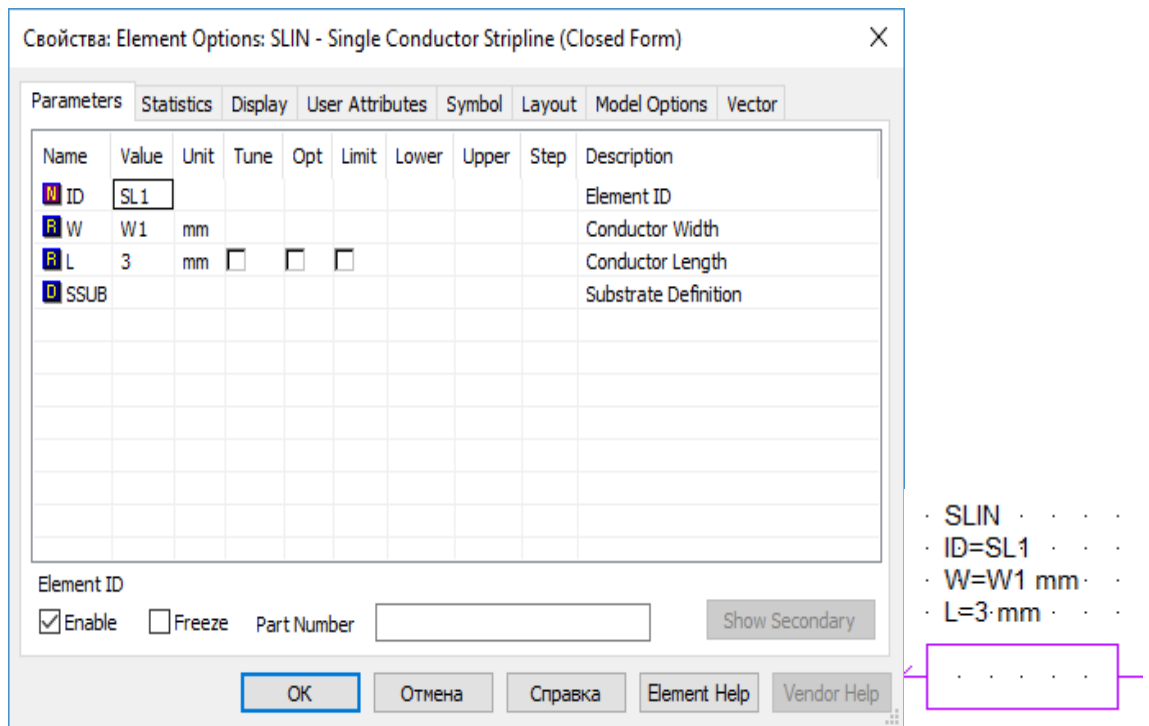 Свойства: Element Options: SLIN - Single Conductor Stripline (Closed Form)
Parameters Statistics Display User Attributes Symbol Layout Model Options Vector
Name Value Unit Tune Opt Limit Lower Upper Step Description
N ID SL1 Element ID
R W W1 mm Conductor Width
R L 3 mm Conductor Length
D SSUB Substrate Definition
Element ID
Enable Freeze Part Number Show Secondary
OK Отмена Справка Element Help Vendor Help
SLIN
ID=SL1
W=W1 mm
L=3 mm